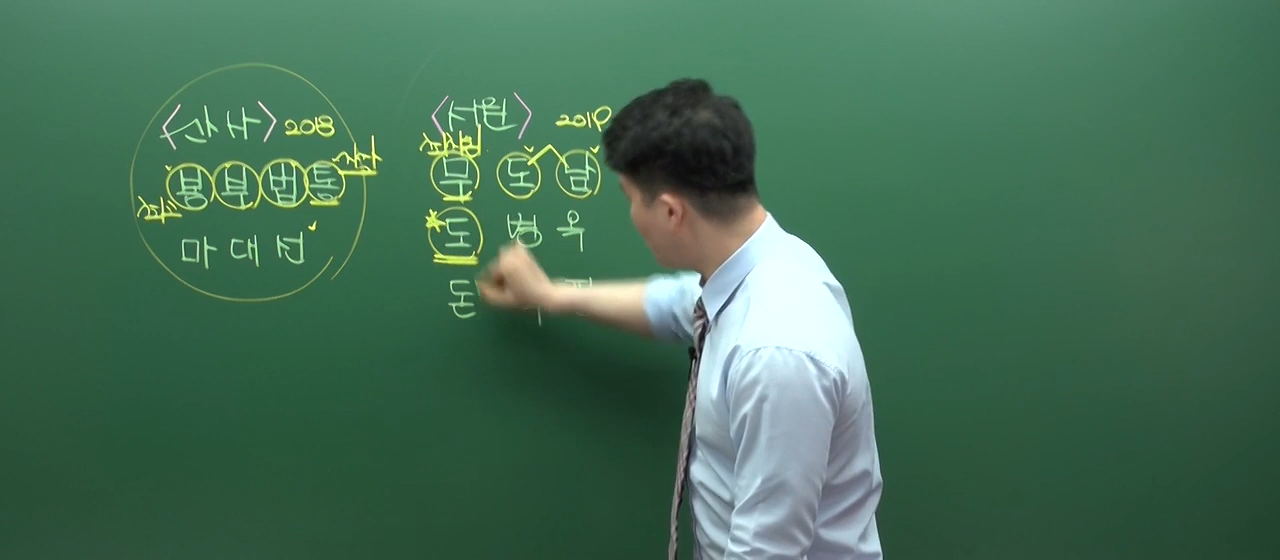 <산사> 2018
봉 부 법 통
마 대 선
<서원> 2019
무 도 남
도 병 옥
돈